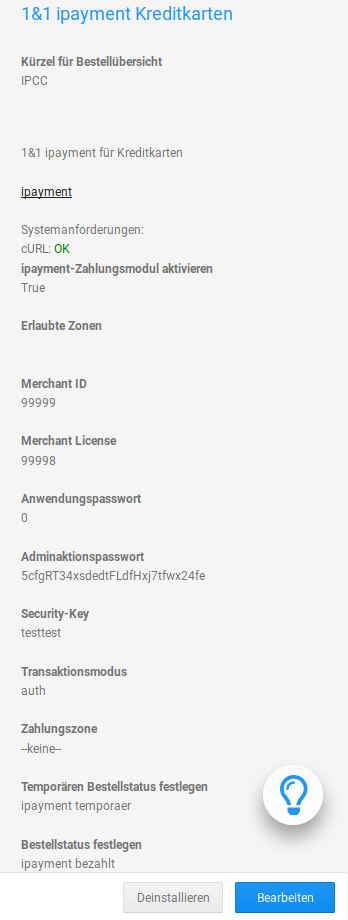 1&1 ipayment Kreditkarten
Kürzel für Bestellübersicht
IPCC
1&1 ipayment für Kreditkarten
ipayment
Systemanforderungen:
cURL: OK
ipayment-Zahlungsmodul aktivieren
True
Erlaubte Zonen
Merchant ID
99999
Merchant License
99998
Anwendungspasswort
0
Adminaktionspasswort
5cfgRT34xsdedtFLdfHxj7tfwx24fe
Security-Key
testtest
Transaktionsmodus
auth
Zahlungszone
--keine--
Temporären Bestellstatus festlegen
ipayment temporaer
Bestellstatus festlegen
ipayment bezahlt
Deinstallieren
Bearbeiten